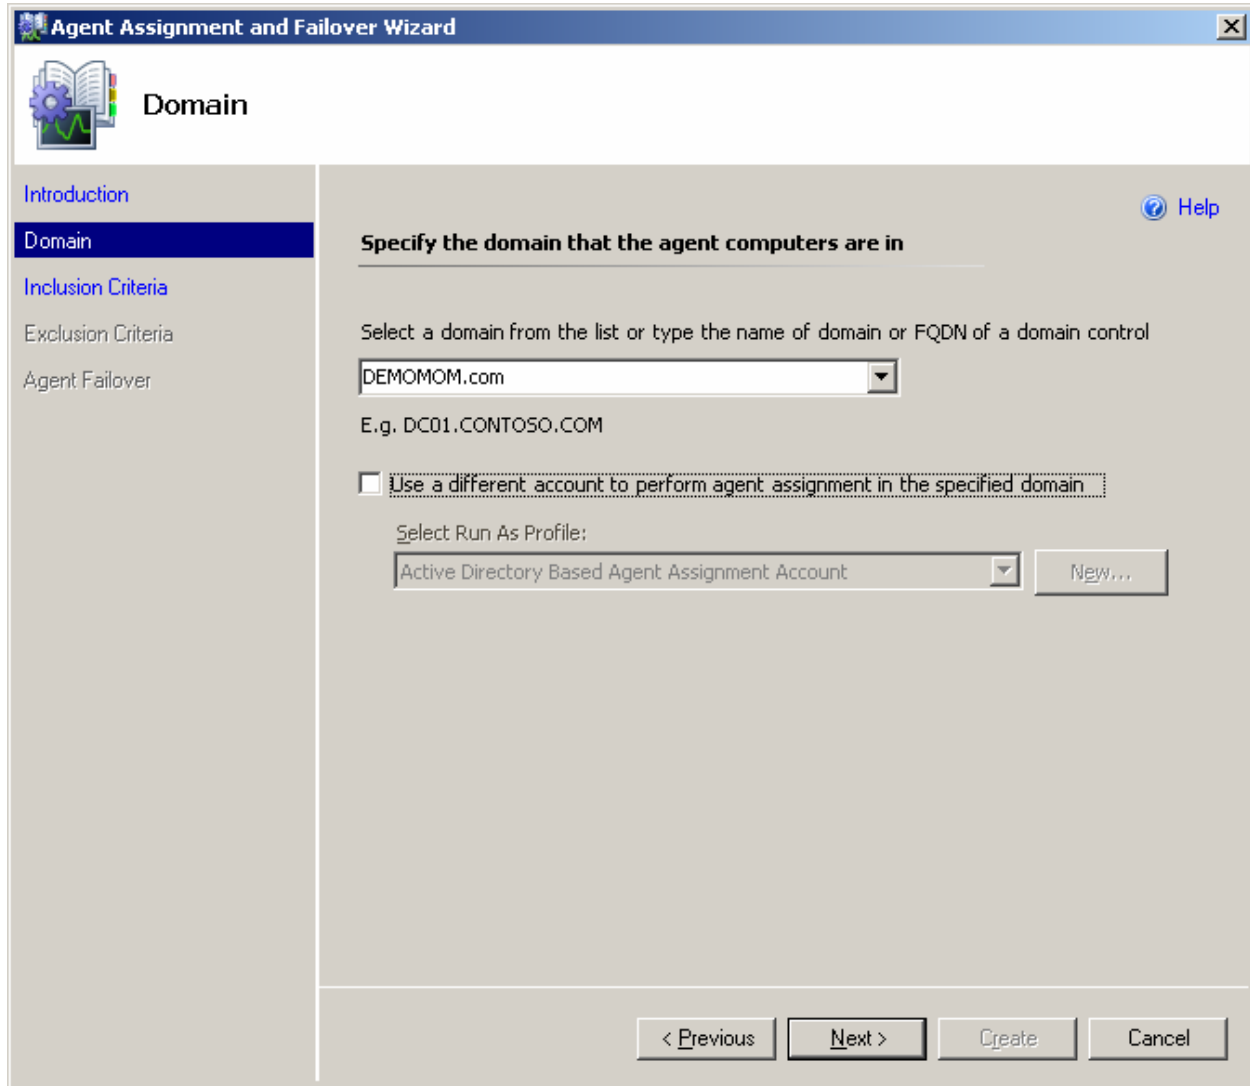 Agent Assignment and Failover Wizard
Domain
Introduction
Domain
Inclusion Criteria
Exclusion Criteria
Agent Failover
Help
Specify the domain that the agent computers are in
Select a domain from the list or type the name of domain or FQDN of a domain control
DEMOMOM.com
E.g. DC01.CONTOSO.COM
Use a different account to perform agent assignment in the specified domain
Select Run As Profile:
Active Directory Based Agent Assignment Account
New...
< Previous
Next >
Create
Cancel